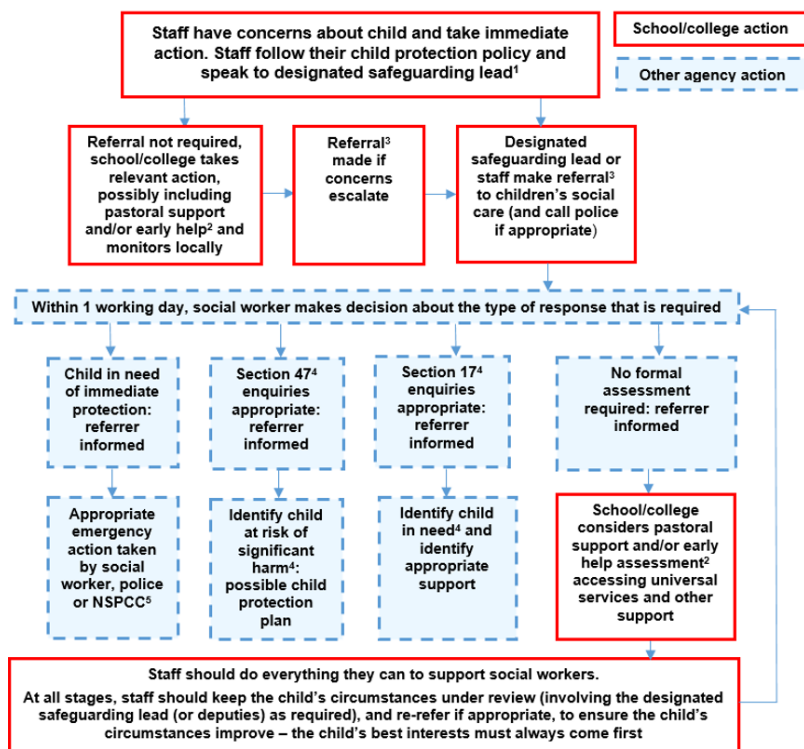 Staff have concerns about child and take immediate
action. Staff follow their child protection policy and
speak to designated safeguarding lead¹
School/college action
Other agency action
Referral not required,
school/college takes
relevant action,
possibly including
pastoral support
and/or early help² and
monitors locally
Referral³
made if
concerns
escalate
Designated
safeguarding lead or
staff make referral³
to children's social
care (and call police
if appropriate)
Within 1 working day, social worker makes decision about the type of response that is required
Child in need
of immediate
protection:
referrer
informed
Section 47⁴
enquiries
appropriate:
referrer
informed
Section 17⁴
enquiries
appropriate:
referrer
informed
No formal
assessment
required: referrer
informed
Appropriate
emergency
action taken
by social
worker, police
or NSPCC⁵
Identify child
at risk of
significant
harm⁴:
possible child
protection
plan
Identify child
in need⁴ and
identify
appropriate
support
School/college
considers pastoral
support and/or early
help assessment²
accessing universal
services and other
support
Staff should do everything they can to support social workers.
At all stages, staff should keep the child's circumstances under review (involving the designated
safeguarding lead (or deputies) as required), and re-refer if appropriate, to ensure the child's
circumstances improve – the child's best interests must always come first